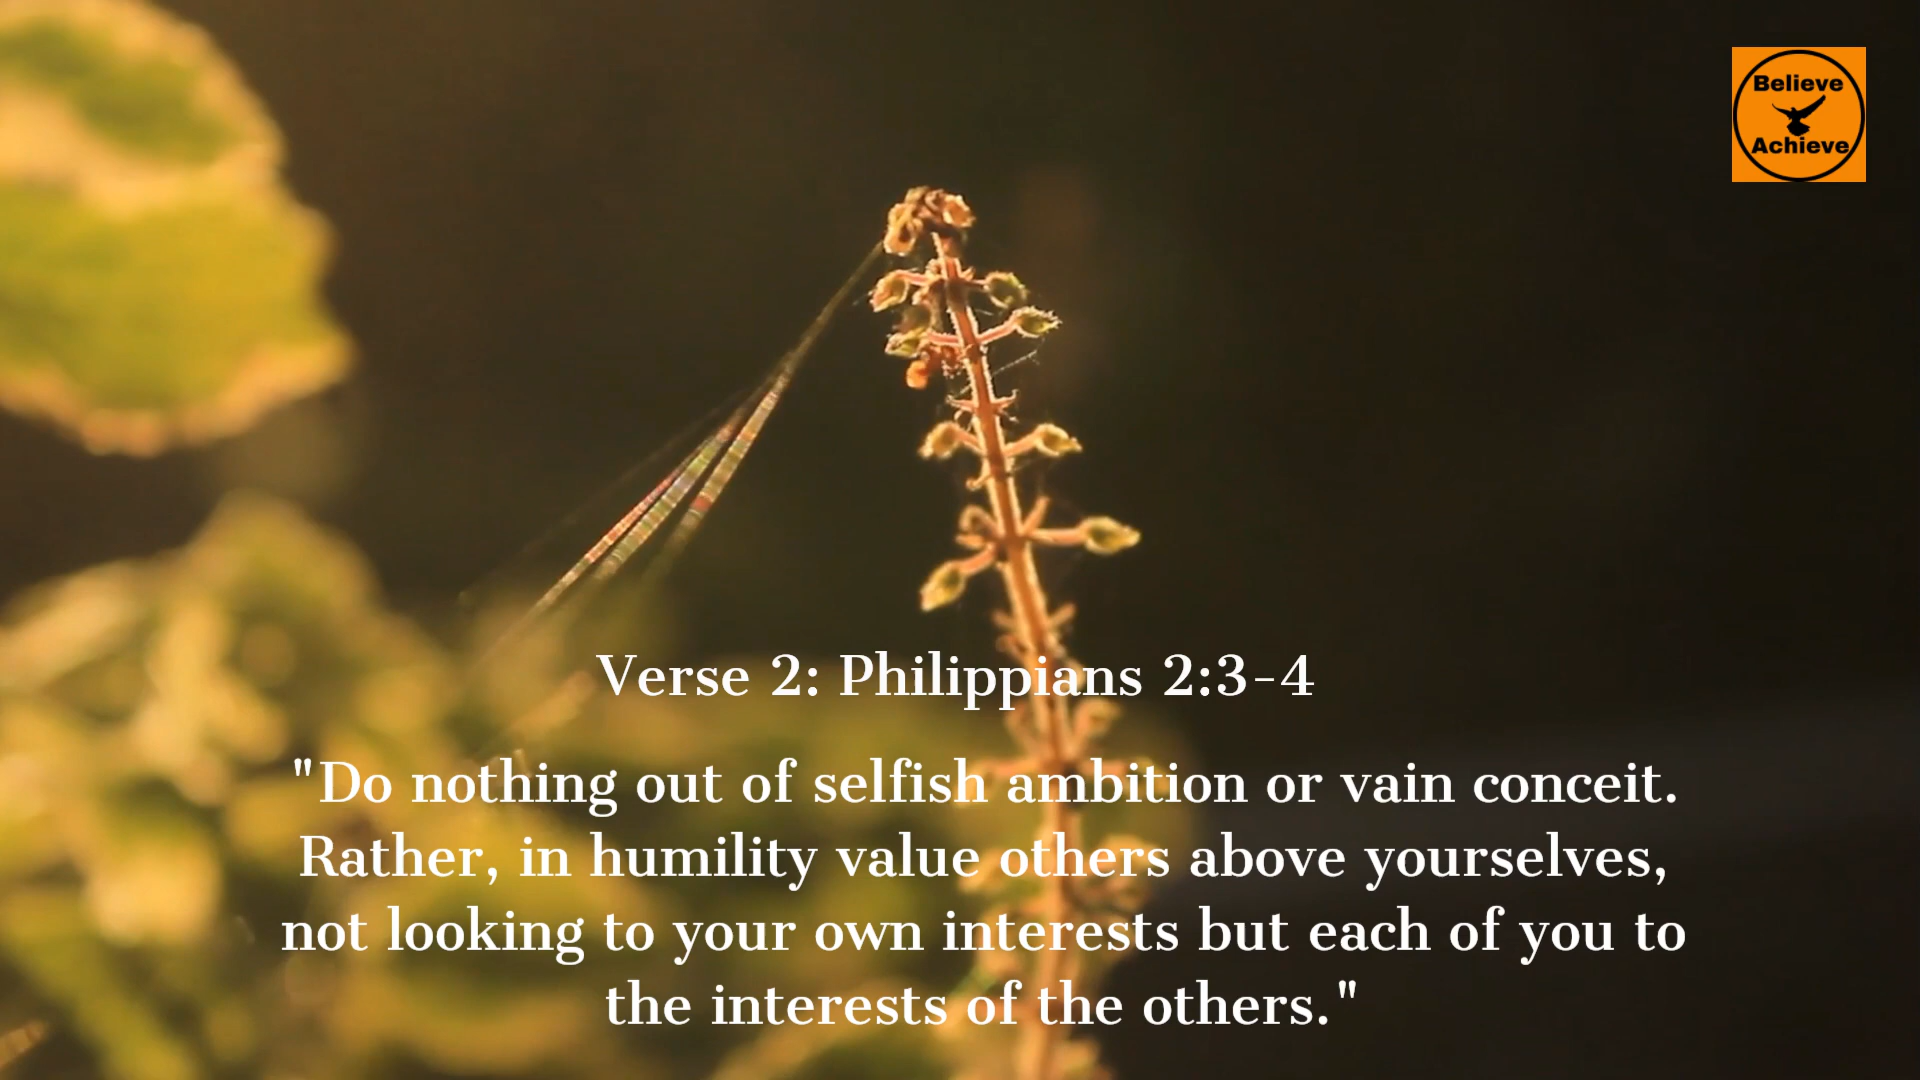 Believe
Achieve
Verse 2: Philippians 2:3-4
"Do nothing out of selfish ambition or vain conceit.
Rather, in humility value others above yourselves,
not looking to your own interests but each of you to
the interests of the others."